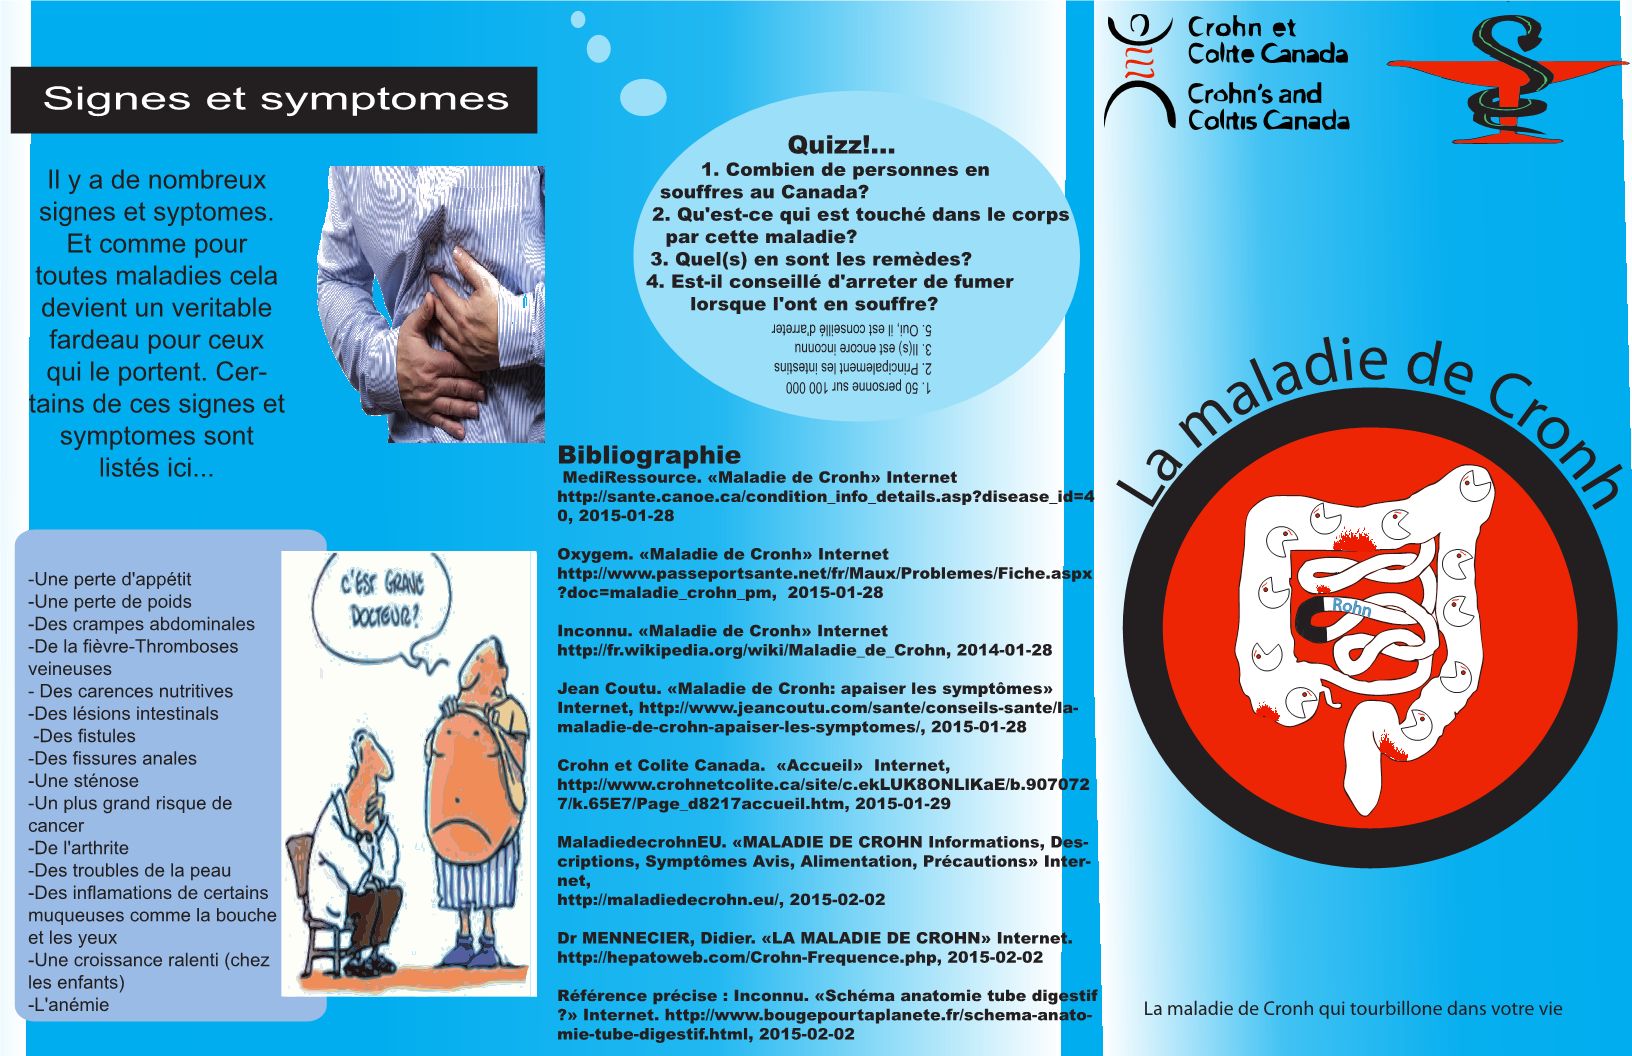 Signes et symptomes
Il y a de nombreux
signes et syptomes.
Et comme pour
toutes maladies cela
devient un veritable
fardeau pour ceux
qui le portent. Cer-
tains de ces signes et
symptomes sont
listés ici...
-Une perte d'appétit
-Une perte de poids
-Des crampes abdominales
-De la fièvre-Thromboses
veineuses
- Des carences nutritives
-Des lésions intestinals
-Des fistules
-Des fissures anales
-Une sténose
-Un plus grand risque de
cancer
-De l'arthrite
-Des troubles de la peau
-Des inflamations de certains
muqueuses comme la bouche
et les yeux
-Une croissance ralenti (chez
les enfants)
-L'anémie
C'EST GRAVE
DOCTEUR?
Quizz!...
1. Combien de personnes en
souffres au Canada?
2. Qu'est-ce qui est touché dans le corps
par cette maladie?
3. Quel(s) en sont les remèdes?
4. Est-il conseillé d'arreter de fumer
lorsque l'ont en souffre?
1. 50 personne sur 100 000
2. Principalement les intestins
3. Il(s) est encore inconnu
5. Oui, il est conseillé d'arreter
Bibliographie
MediRessource. «Maladie de Cronh» Internet
http://sante.canoe.ca/condition_info_details.asp?disease_id=4
0, 2015-01-28
Oxygem. «Maladie de Cronh» Internet
http://www.passeportsante.net/fr/Maux/Problemes/Fiche.aspx
?doc=maladie_crohn_pm, 2015-01-28
Inconnu. «Maladie de Cronh» Internet
http://fr.wikipedia.org/wiki/Maladie_de_Crohn, 2014-01-28
Jean Coutu. «Maladie de Cronh: apaiser les symptômes»
Internet, http://www.jeancoutu.com/sante/conseils-sante/la-
maladie-de-crohn-apaiser-les-symptomes/, 2015-01-28
Crohn et Colite Canada. «Accueil» Internet,
http://www.crohnetcolite.ca/site/c.ekLUK8ONLIKaE/b.907072
7/k.65E7/Page_d8217accueil.htm, 2015-01-29
MaladiedecrohnEU. «MALADIE DE CROHN Informations, Des-
criptions, Symptômes Avis, Alimentation, Précautions» Inter-
net,
http://maladiedecrohn.eu/, 2015-02-02
Dr MENNECIER, Didier. «LA MALADIE DE CROHN» Internet.
http://hepatoweb.com/Crohn-Frequence.php, 2015-02-02
Référence précise : Inconnu. «Schéma anatomie tube digestif
?» Internet. http://www.bougepourtaplanete.fr/schema-anato-
mie-tube-digestif.html, 2015-02-02
Crohn et
Colite Canada
Crohn's and
Colitis Canada
La maladie de Cronh
Rohn
La maladie de Cronh qui tourbillone dans votre vie